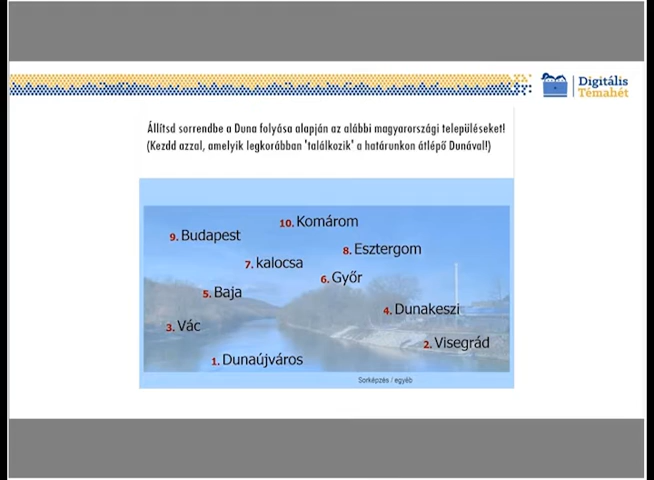 Digitális
Témahét
Állítsd sorrendbe a Duna folyása alapján az alábbi magyarországi településeket!
(Kezdd azzal, amelyik legkorábban 'találkozik' a határunkon átlépő Dunával!)
10. Komárom
9. Budapest
8. Esztergom
7. kalocsa
6. Győr
5. Baja
4. Dunakeszi
3. Vác
2. Visegrád
1. Dunaújváros
Sorképzés / egyéb